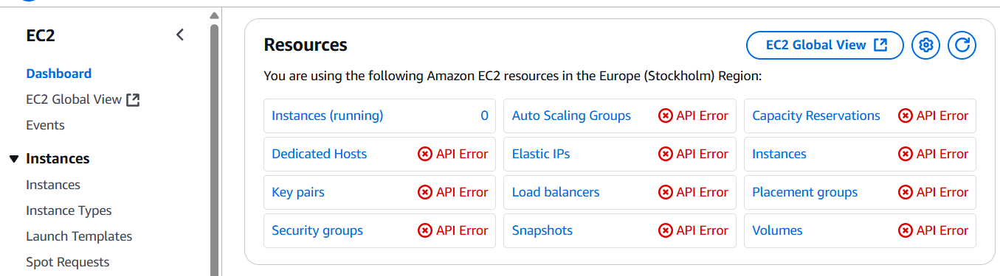 EC2
Dashboard
EC2 Global View
Events
Instances
Instances
Instance Types
Launch Templates
Spot Requests
Resources
EC2 Global View
You are using the following Amazon EC2 resources in the Europe (Stockholm) Region:
Instances (running) 0
Auto Scaling Groups API Error
Capacity Reservations API Error
Dedicated Hosts API Error
Elastic IPs API Error
Instances API Error
Key pairs API Error
Load balancers API Error
Placement groups API Error
Security groups API Error
Snapshots API Error
Volumes API Error